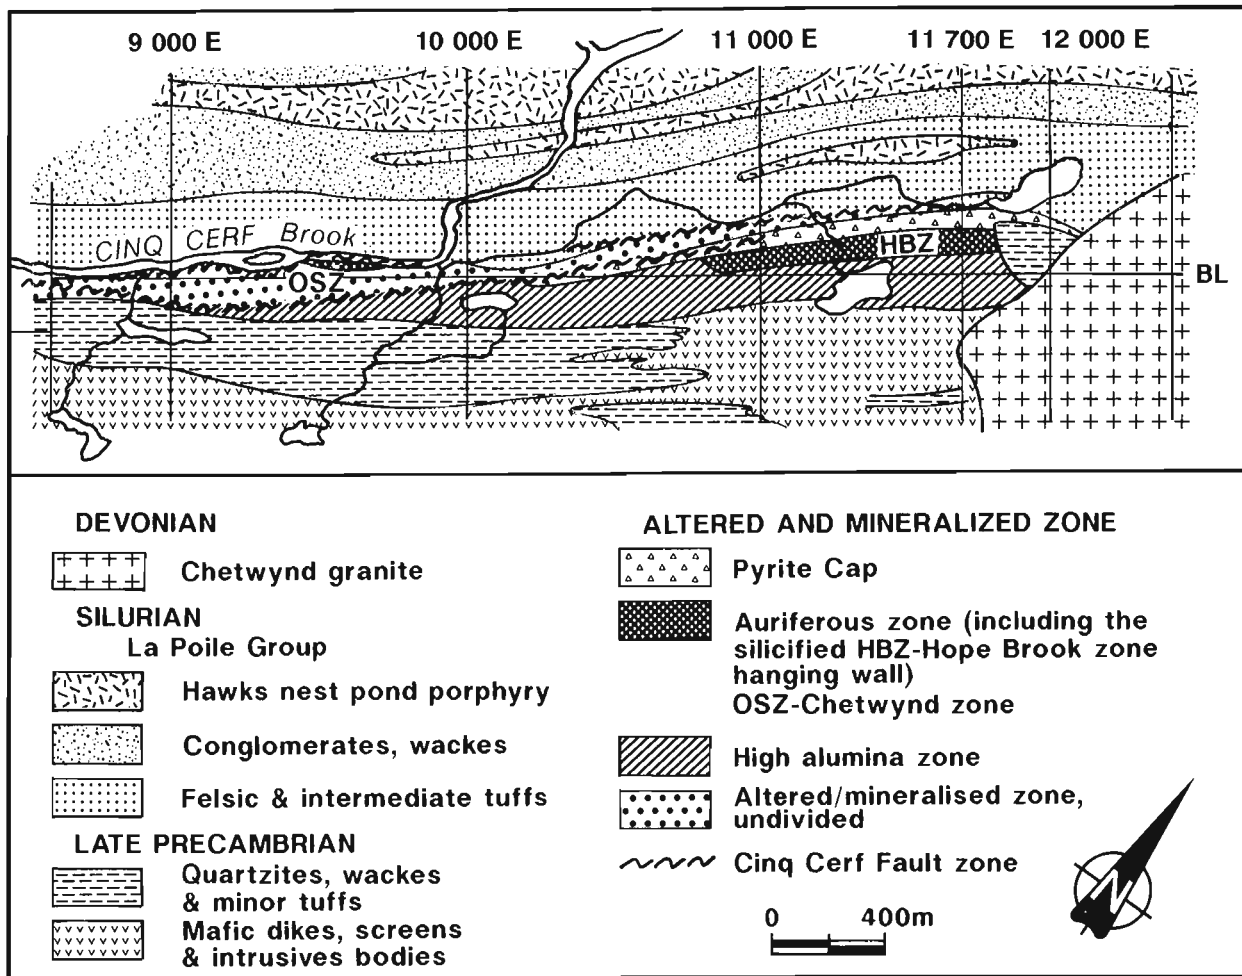 9 000 E
10 000 E
11 000 E
11 700 E
12 000 E
CINQ CERF Brook
OSZ
HBZ
BL
DEVONIAN
Chetwynd granite
SILURIAN
La Poile Group
Hawks nest pond porphyry
Conglomerates, wackes
Felsic & intermediate tuffs
LATE PRECAMBRIAN
Quartzites, wackes
& minor tuffs
Mafic dikes, screens
& intrusives bodies
ALTERED AND MINERALIZED ZONE
Pyrite Cap
Auriferous zone (including the
silicified HBZ-Hope Brook zone
hanging wall)
OSZ-Chetwynd zone
High alumina zone
Altered/mineralised zone,
undivided
Cinq Cerf Fault zone
0 400m
N